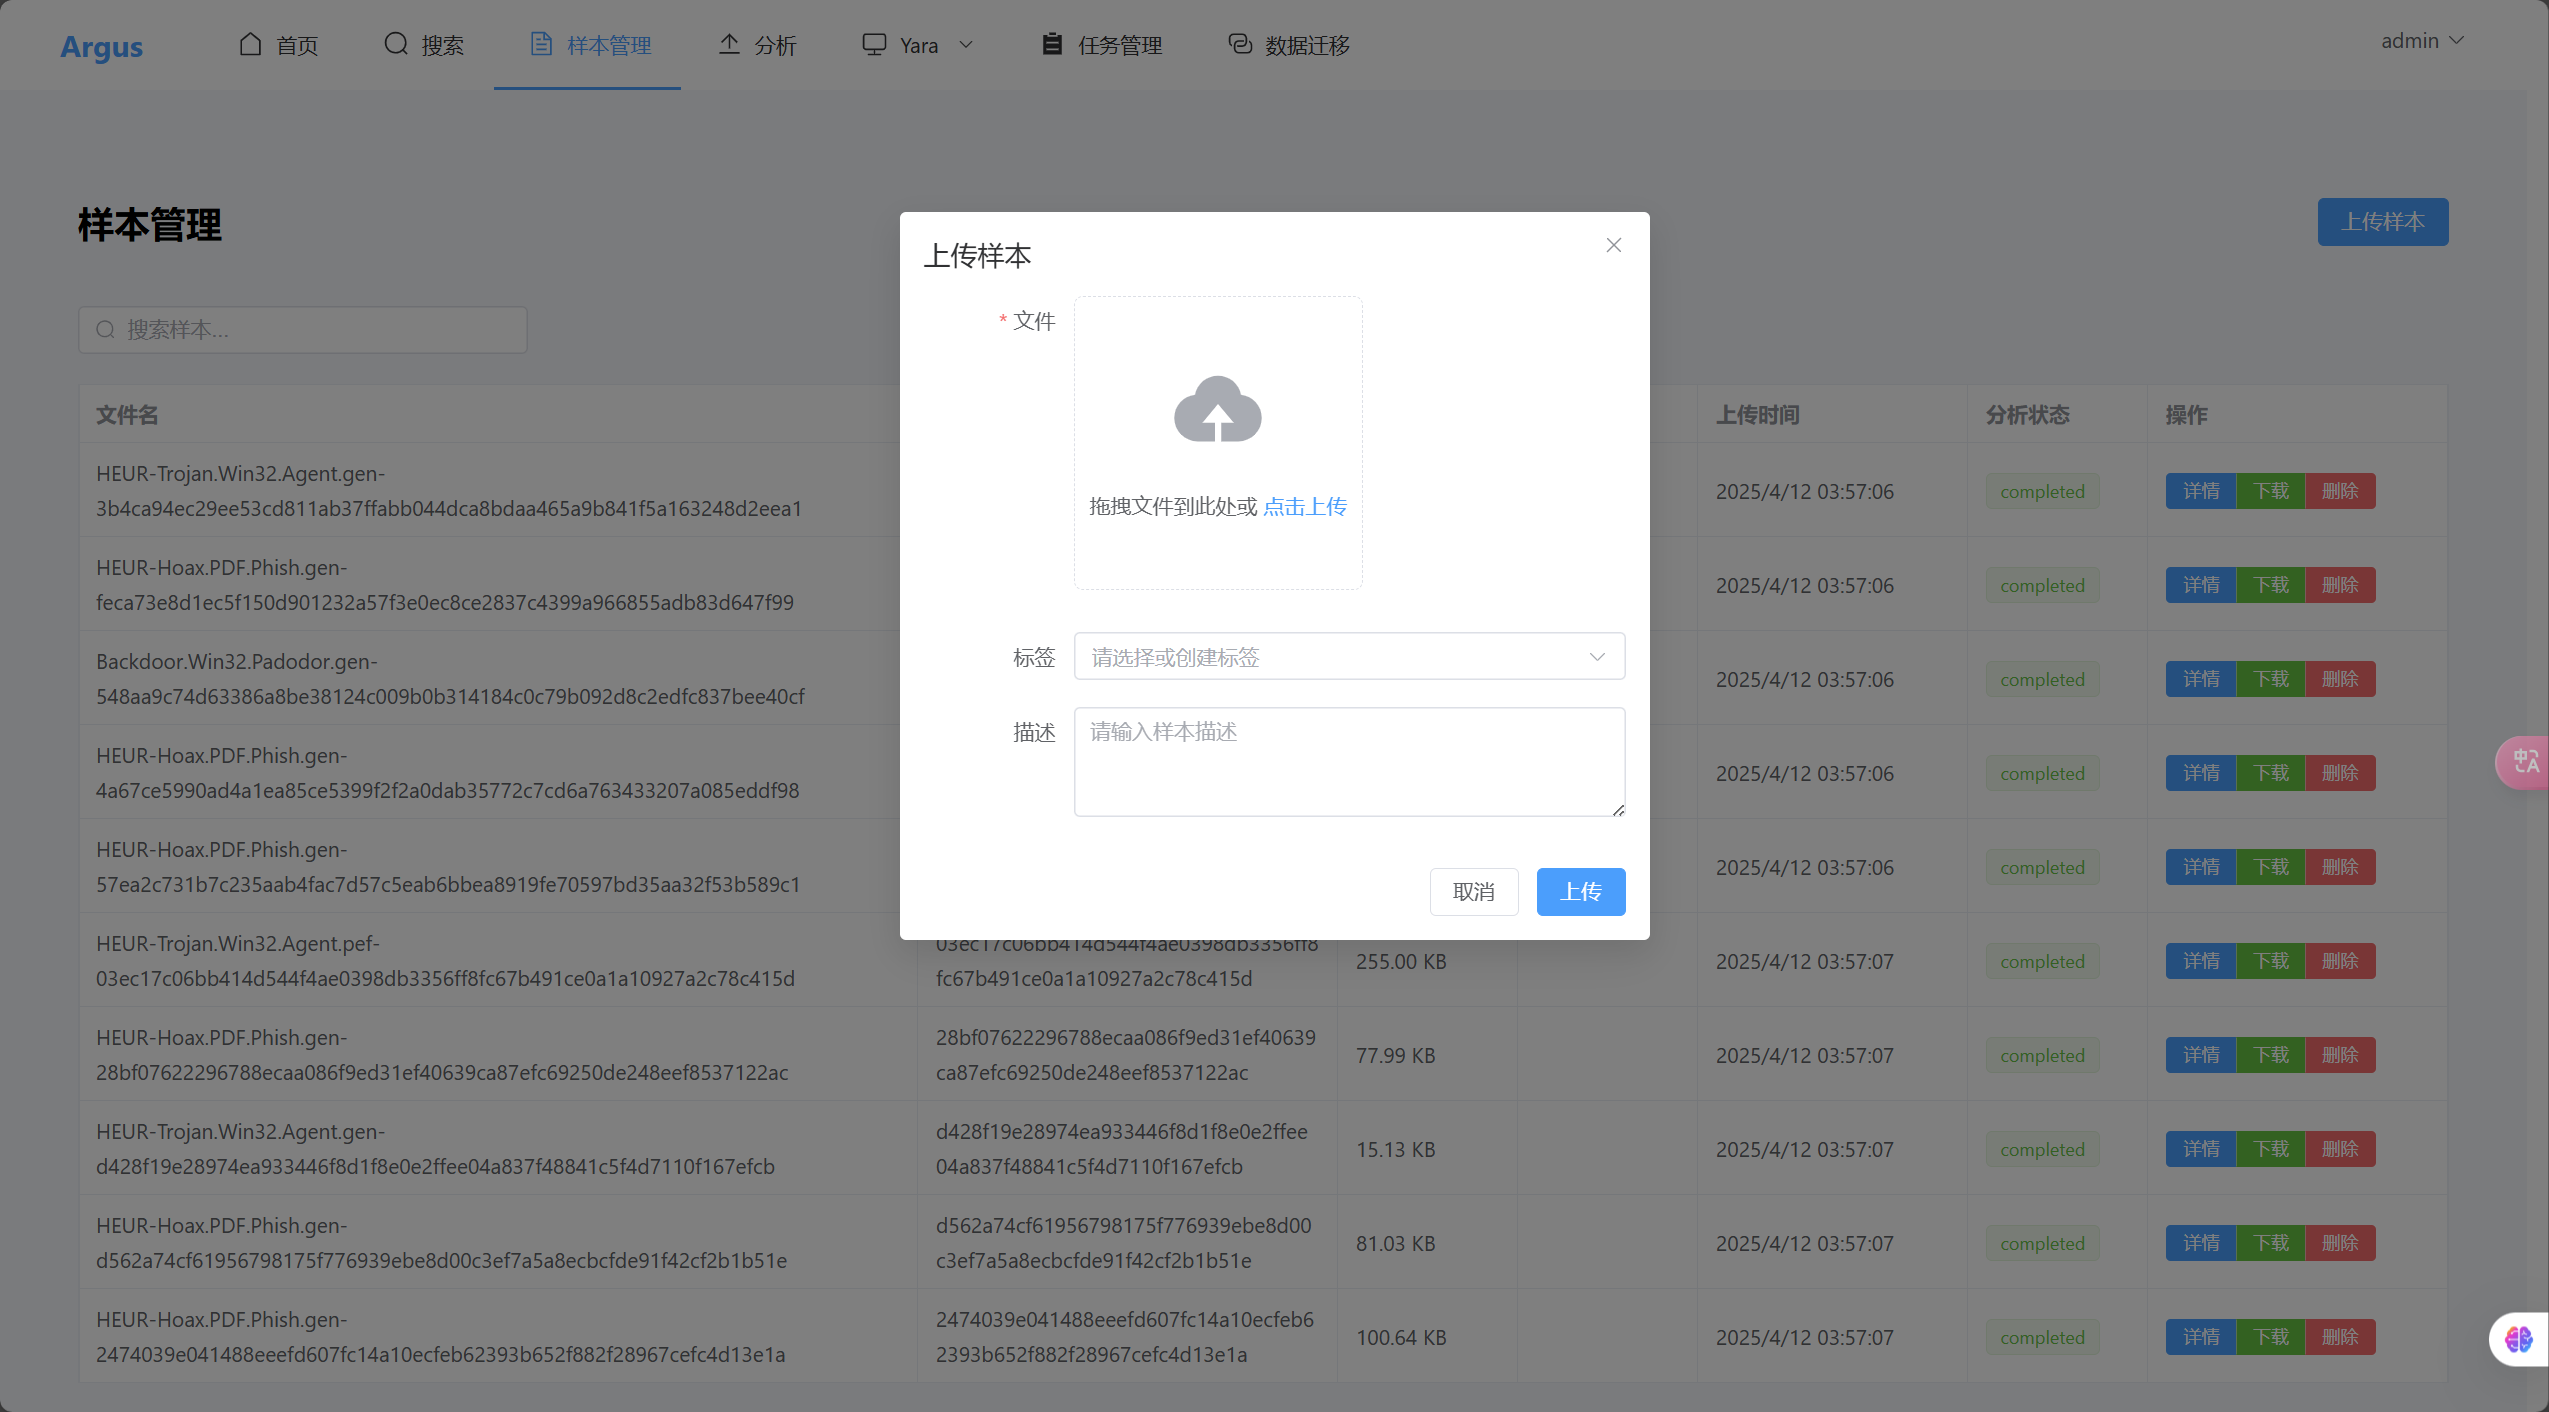 Argus
首页
搜索
样本管理
分析
Yara
任务管理
数据迁移
admin
样本管理
上传样本
搜索样本...
文件名
上传时间
分析状态
操作
HEUR-Trojan.Win32.Agent.gen-
3b4ca94ec29ee53cd811ab37ffabb044dca8bdaa465a9b841f5a163248d2eea1
2025/4/12 03:57:06
completed
详情
下载
删除
HEUR-Hoax.PDF.Phish.gen-
feca73e8d1ec5f150d901232a57f3e0ec8ce2837c4399a966855adb83d647f99
2025/4/12 03:57:06
completed
详情
下载
删除
Backdoor.Win32.Padodor.gen-
548aa9c74d63386a8be38124c009b0b314184c0c79b092d8c2edfc837bee40cf
2025/4/12 03:57:06
completed
详情
下载
删除
HEUR-Hoax.PDF.Phish.gen-
4a67ce5990ad4a1ea85ce5399f2f2a0dab35772c7cd6a763433207a085eddf98
2025/4/12 03:57:06
completed
详情
下载
删除
HEUR-Hoax.PDF.Phish.gen-
57ea2c731b7c235aab4fac7d57c5eab6bbea8919fe70597bd35aa32f53b589c1
2025/4/12 03:57:06
completed
详情
下载
删除
HEUR-Trojan.Win32.Agent.pef-
03ec17c06bb414d544f4ae0398db3356ff8fc67b491ce0a1a10927a2c78c415d
03ec17c06bb414d544f4ae0398db3356ff8
fc67b491ce0a1a10927a2c78c415d
255.00 KB
2025/4/12 03:57:07
completed
详情
下载
删除
HEUR-Hoax.PDF.Phish.gen-
28bf07622296788ecaa086f9ed31ef40639ca87efc69250de248eef8537122ac
28bf07622296788ecaa086f9ed31ef40639
ca87efc69250de248eef8537122ac
77.99 KB
2025/4/12 03:57:07
completed
详情
下载
删除
HEUR-Trojan.Win32.Agent.gen-
d428f19e28974ea933446f8d1f8e0e2ffee04a837f48841c5f4d7110f167efcb
d428f19e28974ea933446f8d1f8e0e2ffee
04a837f48841c5f4d7110f167efcb
15.13 KB
2025/4/12 03:57:07
completed
详情
下载
删除
HEUR-Hoax.PDF.Phish.gen-
d562a74cf61956798175f776939ebe8d00c3ef7a5a8ecbcfde91f42cf2b1b51e
d562a74cf61956798175f776939ebe8d00
c3ef7a5a8ecbcfde91f42cf2b1b51e
81.03 KB
2025/4/12 03:57:07
completed
详情
下载
删除
HEUR-Hoax.PDF.Phish.gen-
2474039e041488eeefd607fc14a10ecfeb62393b652f882f28967cefc4d13e1a
2474039e041488eeefd607fc14a10ecfeb6
2393b652f882f28967cefc4d13e1a
100.64 KB
2025/4/12 03:57:07
completed
详情
下载
删除
上传样本
* 文件
拖拽文件到此处或 点击上传
标签
请选择或创建标签
描述
请输入样本描述
取消
上传
中A